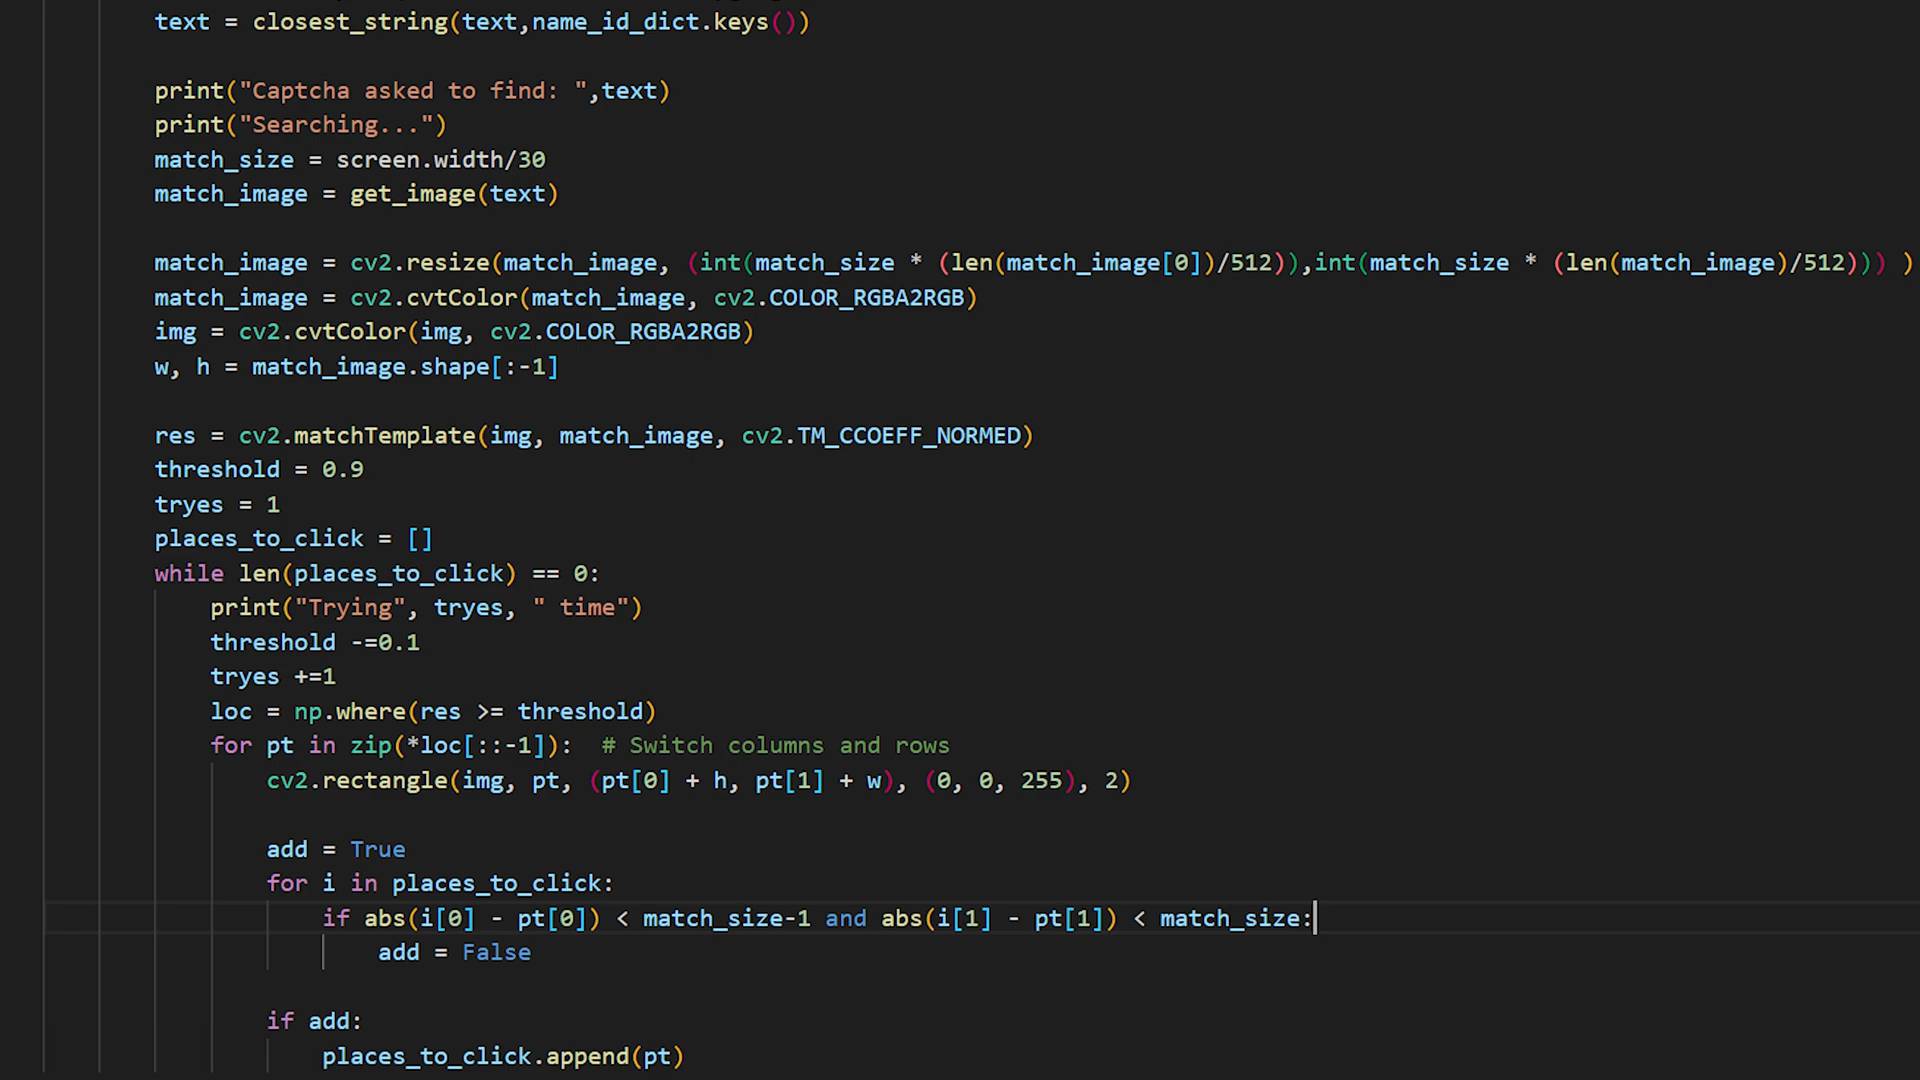 text = closest_string(text,name_id_dict.keys())
print("Captcha asked to find: ",text)
print("Searching...")
match_size = screen.width/30
match_image = get_image(text)
match_image = cv2.resize(match_image, (int(match_size * (len(match_image[0])/512)),int(match_size * (len(match_image)/512))) )
match_image = cv2.cvtColor(match_image, cv2.COLOR_RGBA2RGB)
img = cv2.cvtColor(img, cv2.COLOR_RGBA2RGB)
w, h = match_image.shape[:-1]
res = cv2.matchTemplate(img, match_image, cv2.TM_CCOEFF_NORMED)
threshold = 0.9
tryes = 1
places_to_click = []
while len(places_to_click) == 0:
print("Trying", tryes, " time")
threshold -=0.1
tryes +=1
loc = np.where(res >= threshold)
for pt in zip(*loc[::-1]):  # Switch columns and rows
cv2.rectangle(img, pt, (pt[0] + h, pt[1] + w), (0, 0, 255), 2)
add = True
for i in places_to_click:
if abs(i[0] - pt[0]) < match_size-1 and abs(i[1] - pt[1]) < match_size:
add = False
if add:
places_to_click.append(pt)